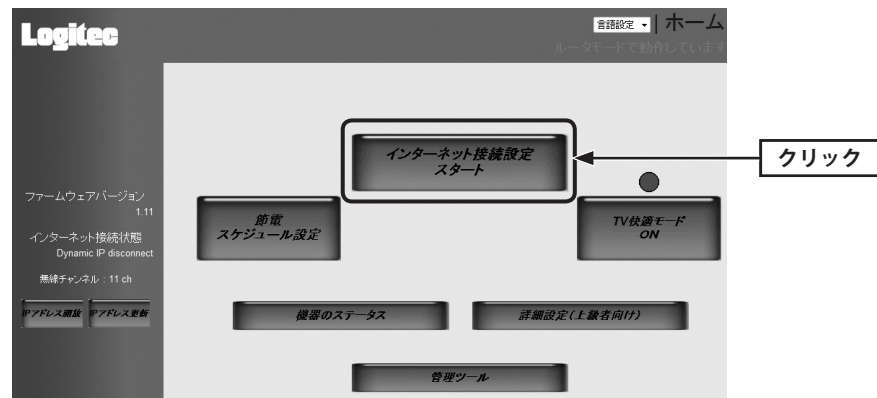 Logitec
言語設定 | ホーム
ルータモードで動作しています
インターネット接続設定
スタート
クリック
ファームウェアバージョン
1.11
インターネット接続状態
Dynamic IP disconnect
無線チャンネル : 11 ch
IPアドレス開放 IPアドレス更新
節電
スケジュール設定
TV快適モード
ON
機器のステータス
詳細設定(上級者向け)
管理ツール